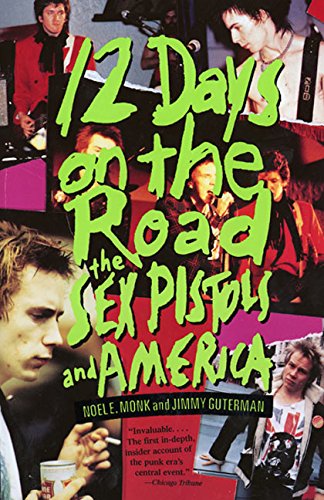 12 Days
on the
Road
the
SEX PISTOLS
and AMERICA
NOEL E. MONK and JIMMY GUTERMAN
"Invaluable. . . .
The first in-depth,
insider account of
the punk era's
central event."
—Chicago Tribune